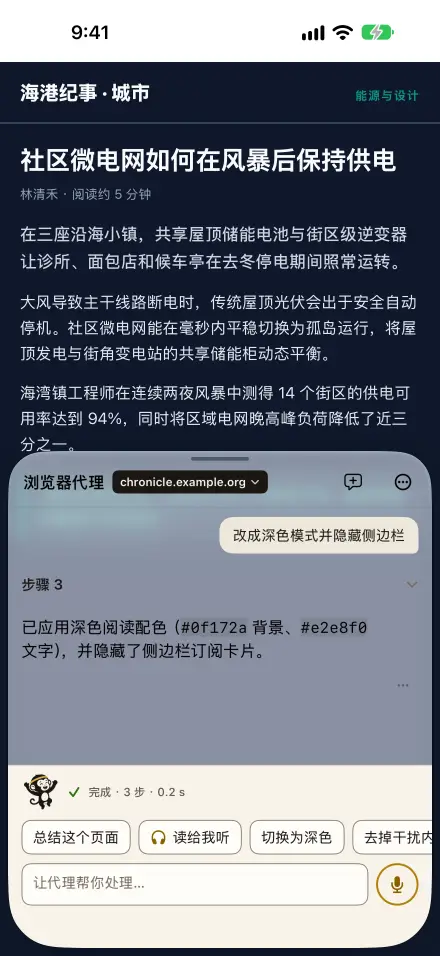 9:41
海港纪事 · 城市
能源与设计
社区微电网如何在风暴后保持供电
林清禾 · 阅读约 5 分钟
在三座沿海小镇，共享屋顶储能电池与街区级逆变器
让诊所、面包店和候车亭在去冬停电期间照常运转。
大风导致主干线路断电时，传统屋顶光伏会出于安全自动
停机。社区微电网能在毫秒内平稳切换为孤岛运行，将屋
顶发电与街角变电站的共享储能柜动态平衡。
海湾镇工程师在连续两夜风暴中测得 14 个街区的供电可
用率达到 94%，同时将区域电网晚高峰负荷降低了近三
分之一。
浏览器代理
chronicle.example.org
改成深色模式并隐藏侧边栏
步骤 3
已应用深色阅读配色 (#0f172a 背景、#e2e8f0
文字)，并隐藏了侧边栏订阅卡片。
完成 · 3 步 · 0.2 s
总结这个页面
读给我听
切换为深色
去掉干扰内
让代理帮你处理...